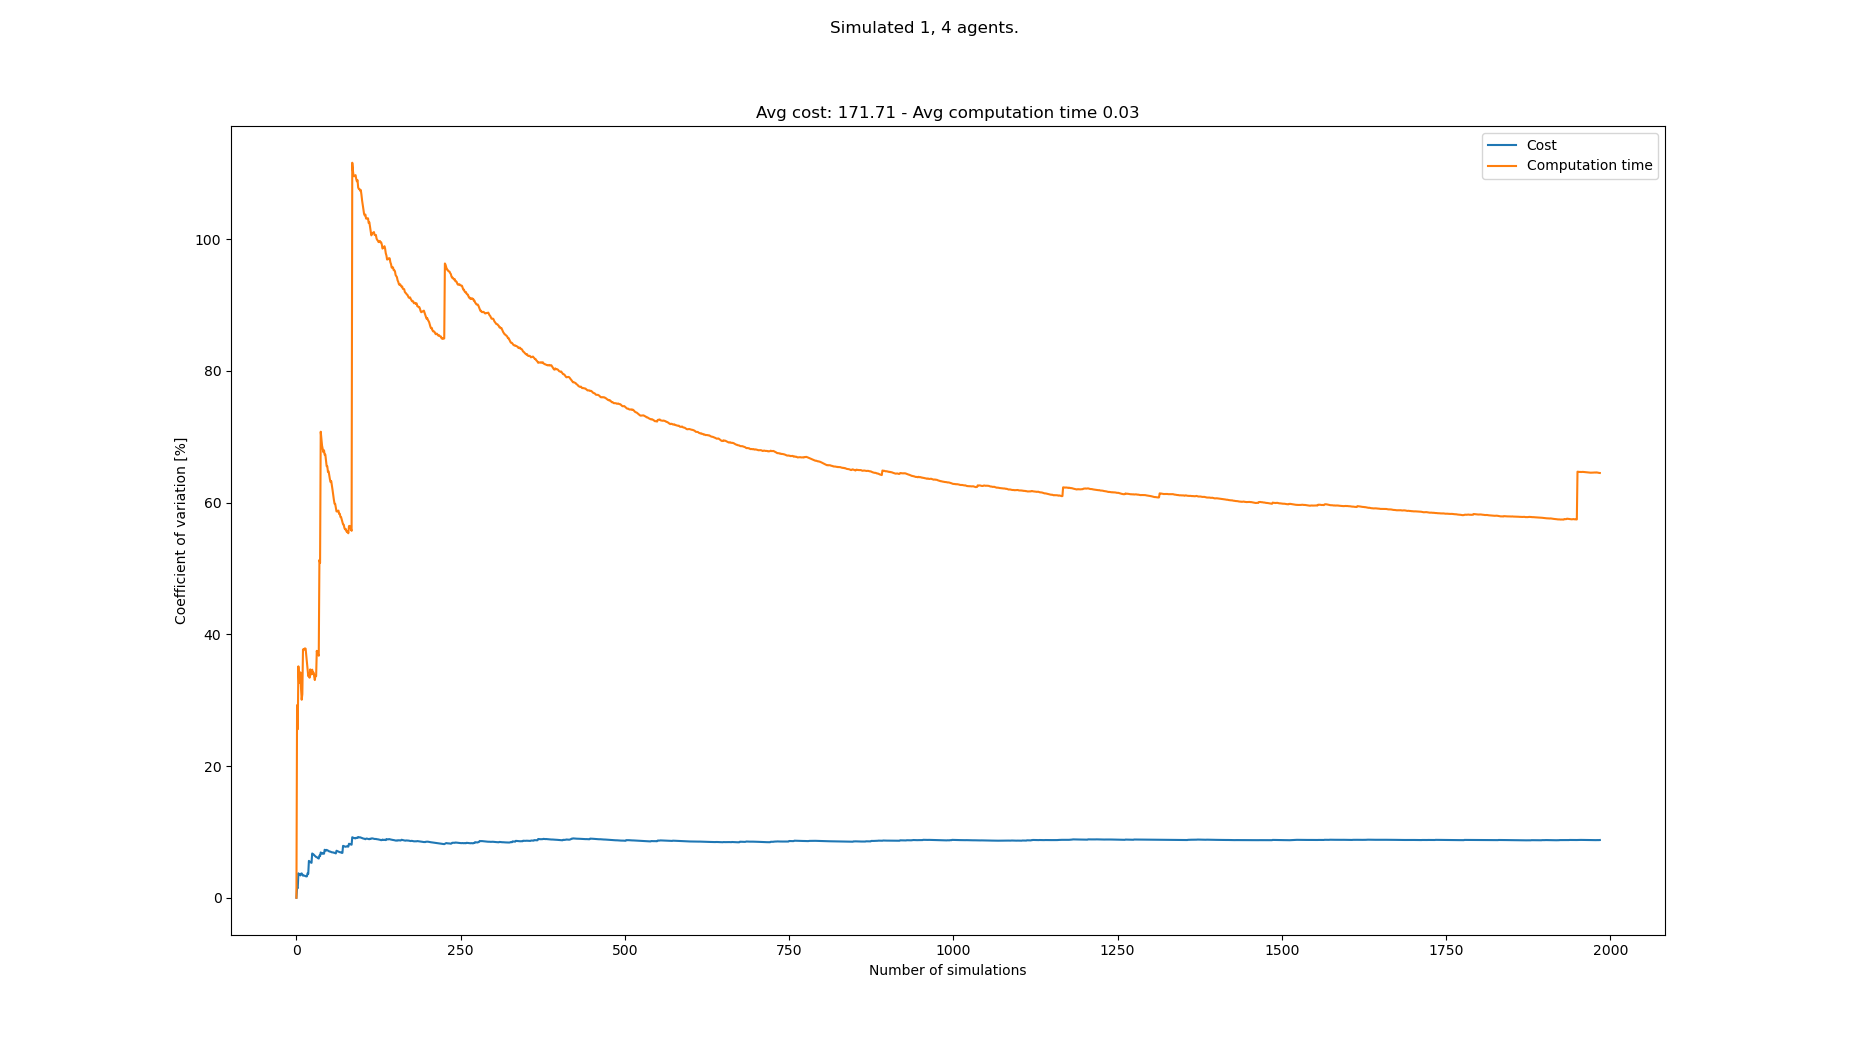 Simulated 1, 4 agents.
Avg cost: 171.71 - Avg computation time 0.03
Cost
Computation time
Coefficient of variation [%]
100
80
60
40
20
0
0 250 500 750 1000 1250 1500 1750 2000
Number of simulations